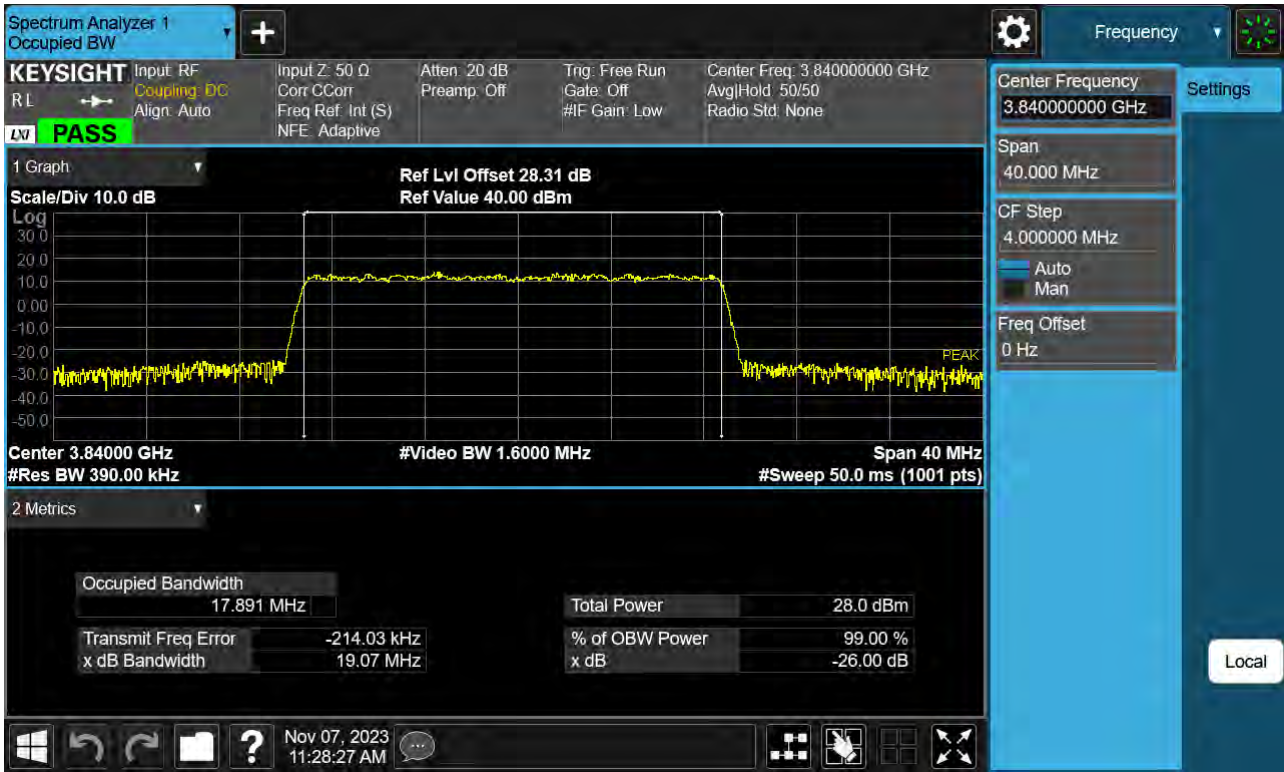 Spectrum Analyzer 1
Occupied BW
Frequency
KEYSIGHT
RL
LXI
PASS
Input: RF
Coupling: DC
Align: Auto
Input Z: 50 Ω
Corr CCorr
Freq Ref: Int (S)
NFE: Adaptive
Atten: 20 dB
Preamp: Off
Trig: Free Run
Gate: Off
#IF Gain: Low
Center Freq: 3.840000000 GHz
Avg|Hold: 50/50
Radio Std: None
Center Frequency
3.840000000 GHz
Settings
Span
40.000 MHz
CF Step
4.000000 MHz
Auto
Man
Freq Offset
0 Hz
Local
1 Graph
Scale/Div 10.0 dB
Ref Lvl Offset 28.31 dB
Ref Value 40.00 dBm
Log
30.0
20.0
10.0
0.00
-10.0
-20.0
-30.0
-40.0
-50.0
PEAK
Center 3.84000 GHz
#Video BW 1.6000 MHz
Span 40 MHz
#Res BW 390.00 kHz
#Sweep 50.0 ms (1001 pts)
2 Metrics
Occupied Bandwidth
17.891 MHz
Total Power 28.0 dBm
Transmit Freq Error -214.03 kHz
% of OBW Power 99.00 %
x dB Bandwidth 19.07 MHz
x dB -26.00 dB
?
Nov 07, 2023
11:28:27 AM